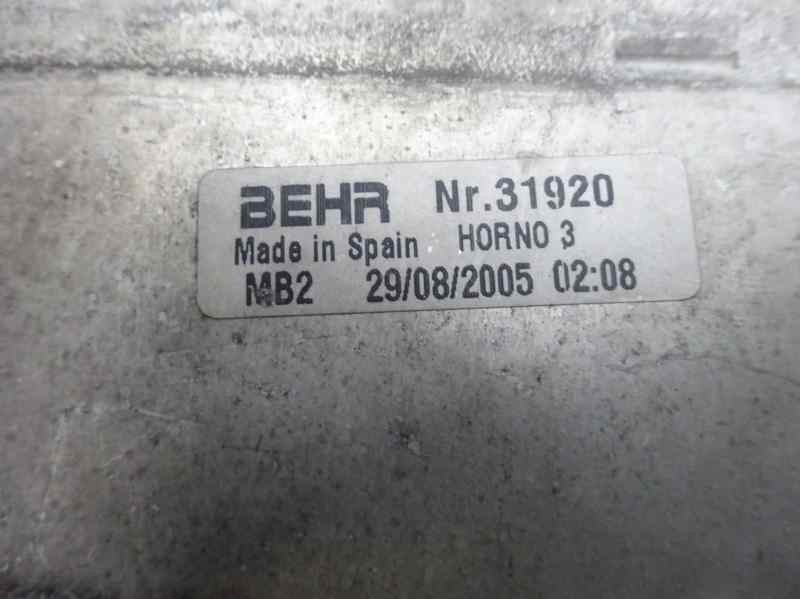 BEHR Nr.31920
Made in Spain HORNO 3
MB2 29/08/2005 02:08